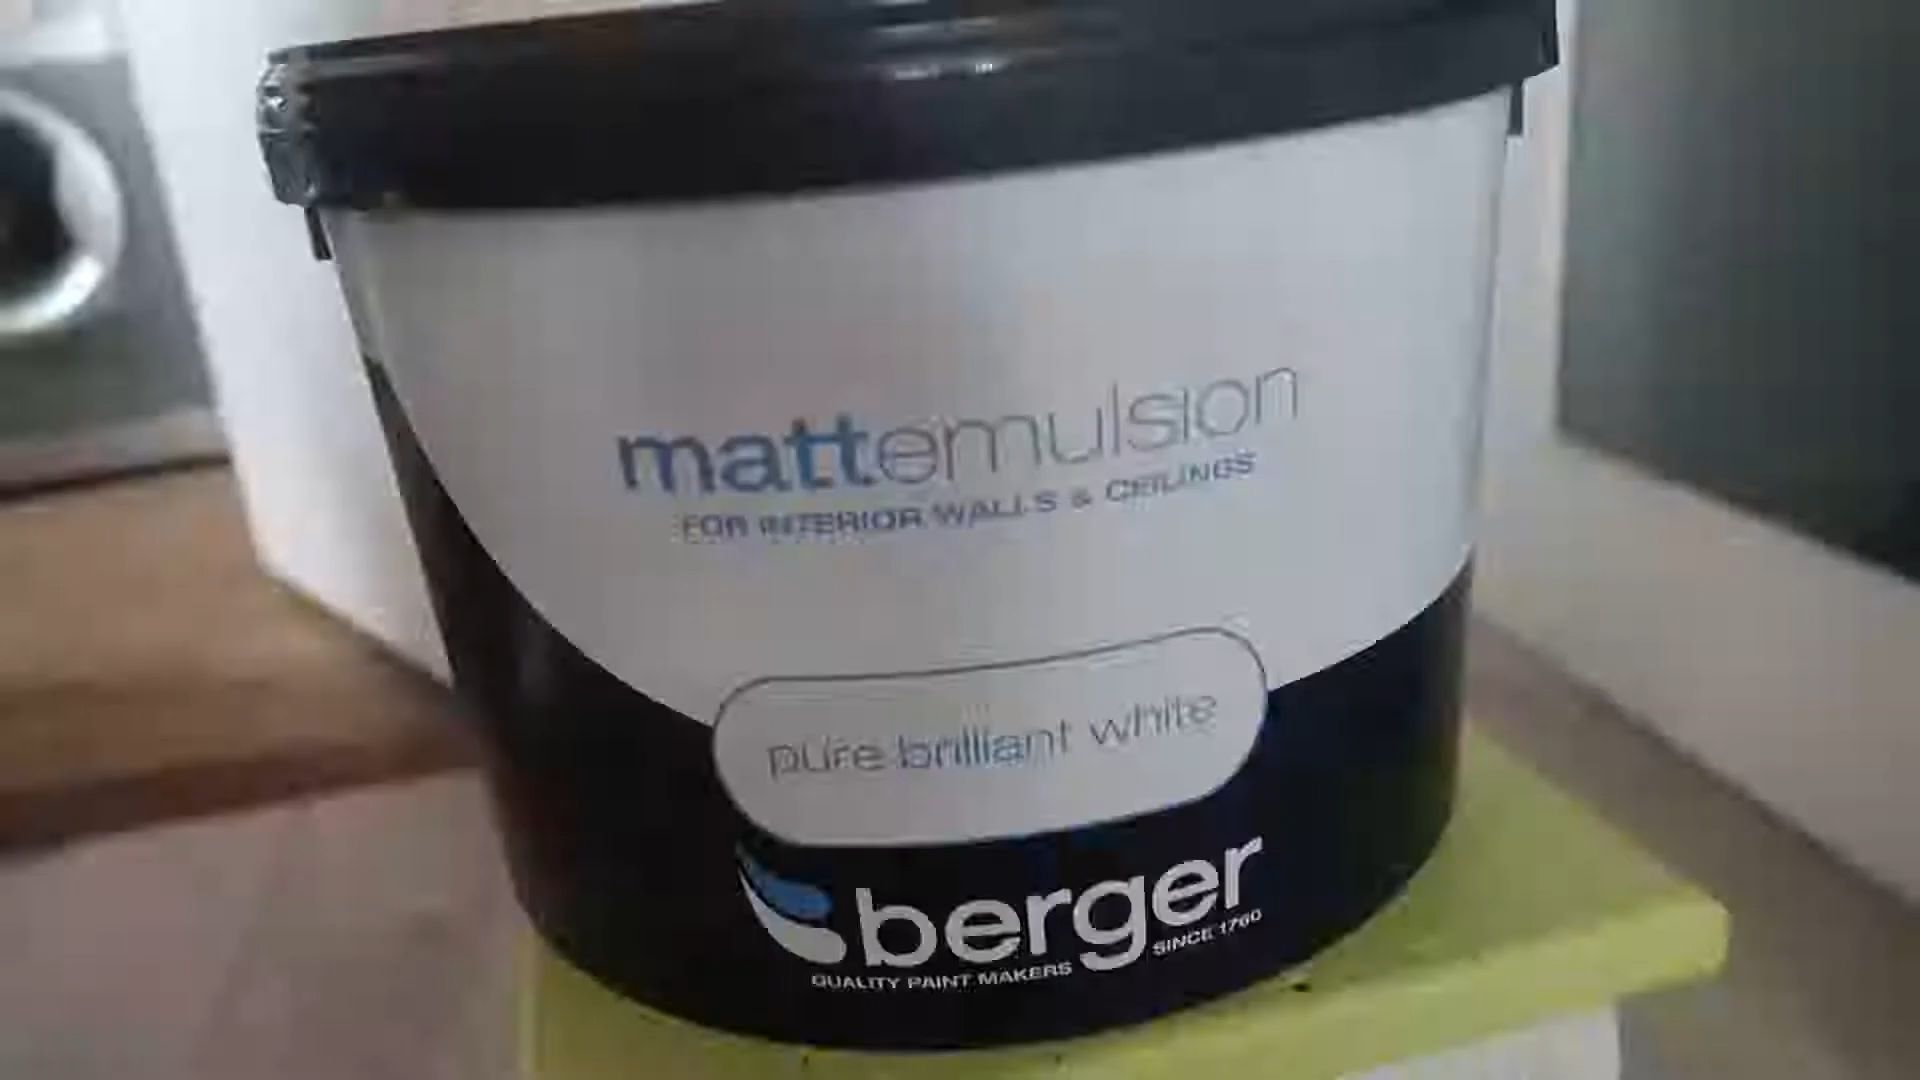 mattemulsion
FOR INTERIOR WALLS & CEILINGS
pure brilliant white
berger
QUALITY PAINT MAKERS SINCE 1760